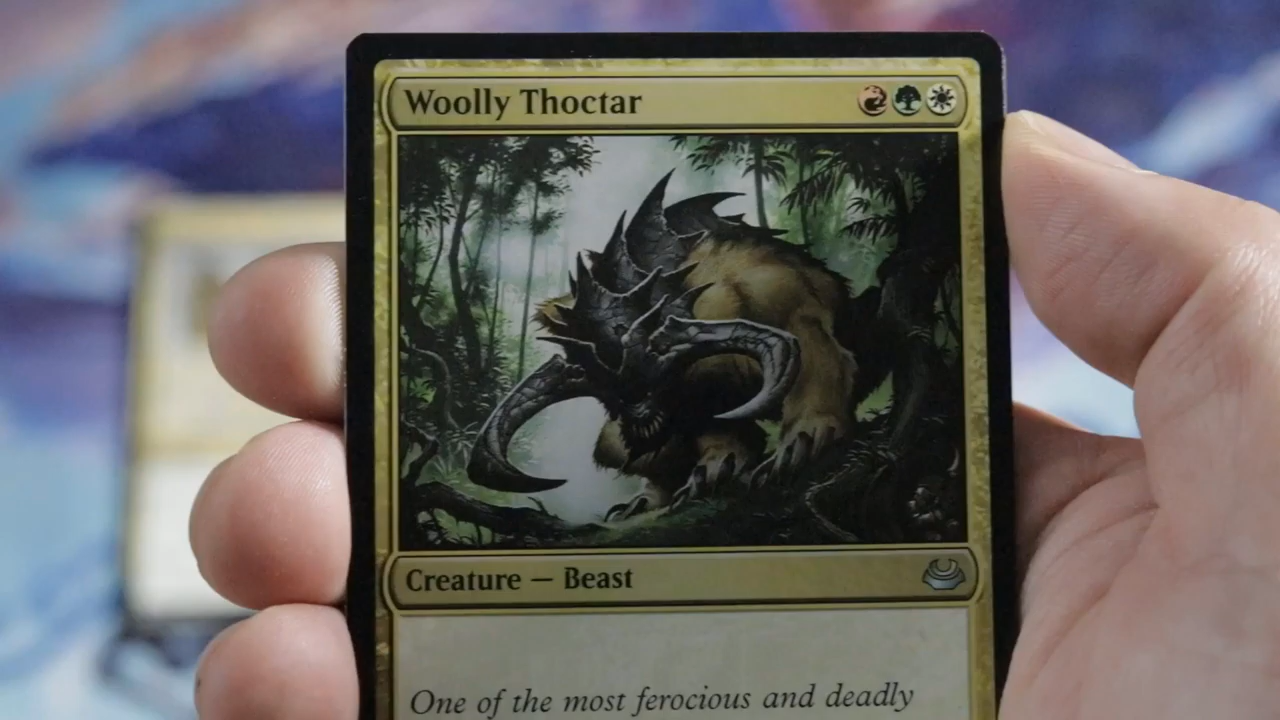 Woolly Thoctar
Creature — Beast
One of the most ferocious and deadly